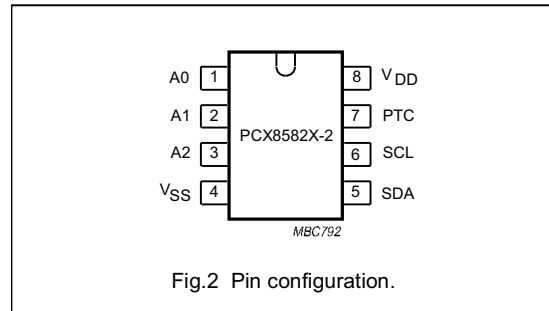 A0 1 8 VDD
A1 2 7 PTC
PCX8582X-2
A2 3 6 SCL
VSS 4 5 SDA
MBC792
Fig.2 Pin configuration.